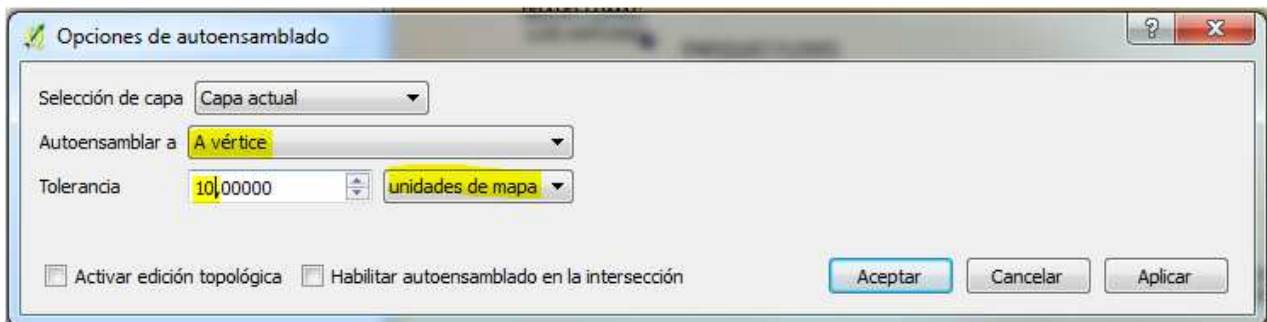 Opciones de autoensamblado
?
Selección de capa Capa actual
Autoensamblar a A vértice
Tolerancia 10,00000 unidades de mapa
Activar edición topológica Habilitar autoensamblado en la intersección Aceptar Cancelar Aplicar